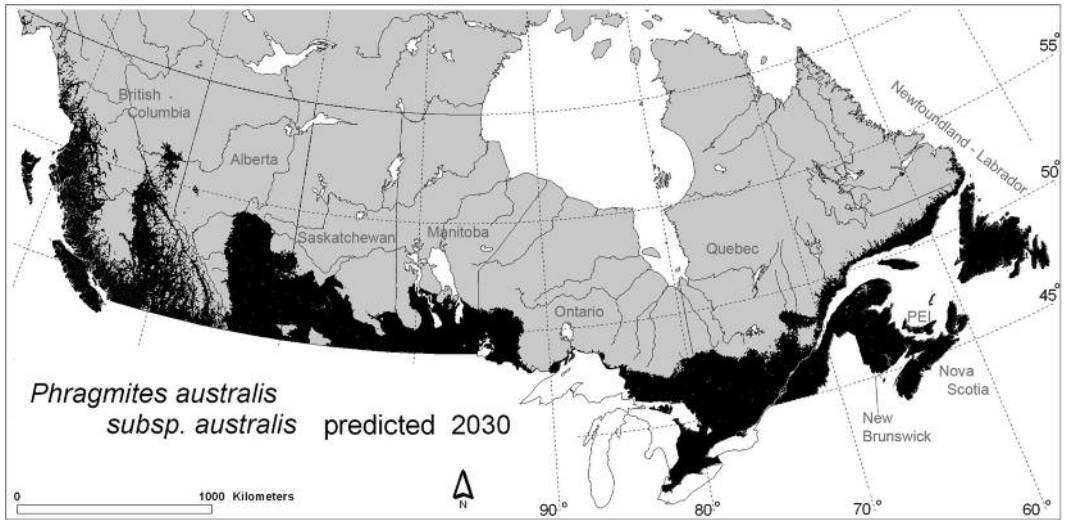 55°
British
Columbia
Newfoundland - Labrador
Alberta
50°
Saskatchewan
Manitoba
Quebec
45°
Ontario
PEI
Nova
Scotia
Phragmites australis
subsp. australis predicted 2030
New
Brunswick
0 1000 Kilometers
N
90°
80°
70°
60°